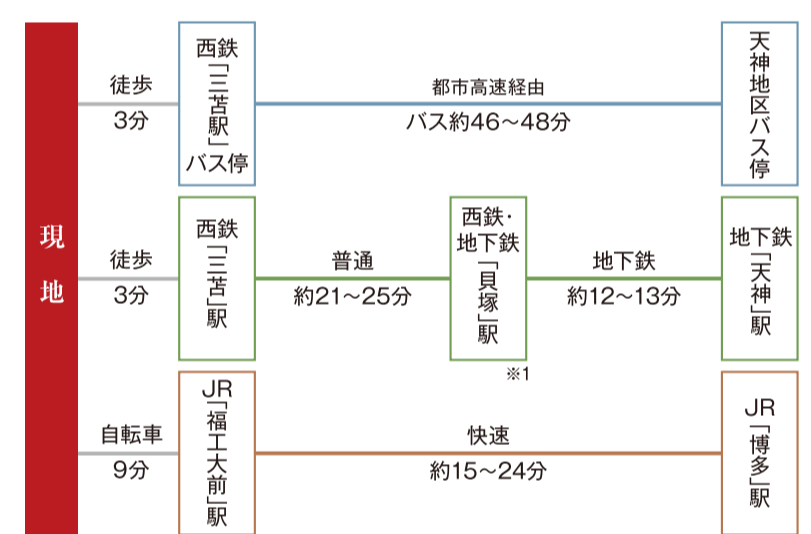 現地
徒歩
3分
西鉄
「三苫駅」
バス停
都市高速経由
バス約46～48分
天神地区バス停
徒歩
3分
西鉄
「三苫」駅
普通
約21～25分
西鉄・
地下鉄
「貝塚」駅
※1
地下鉄
約12～13分
地下鉄
「天神」駅
自転車
9分
JR
「福工大前」駅
快速
約15～24分
JR
「博多」駅